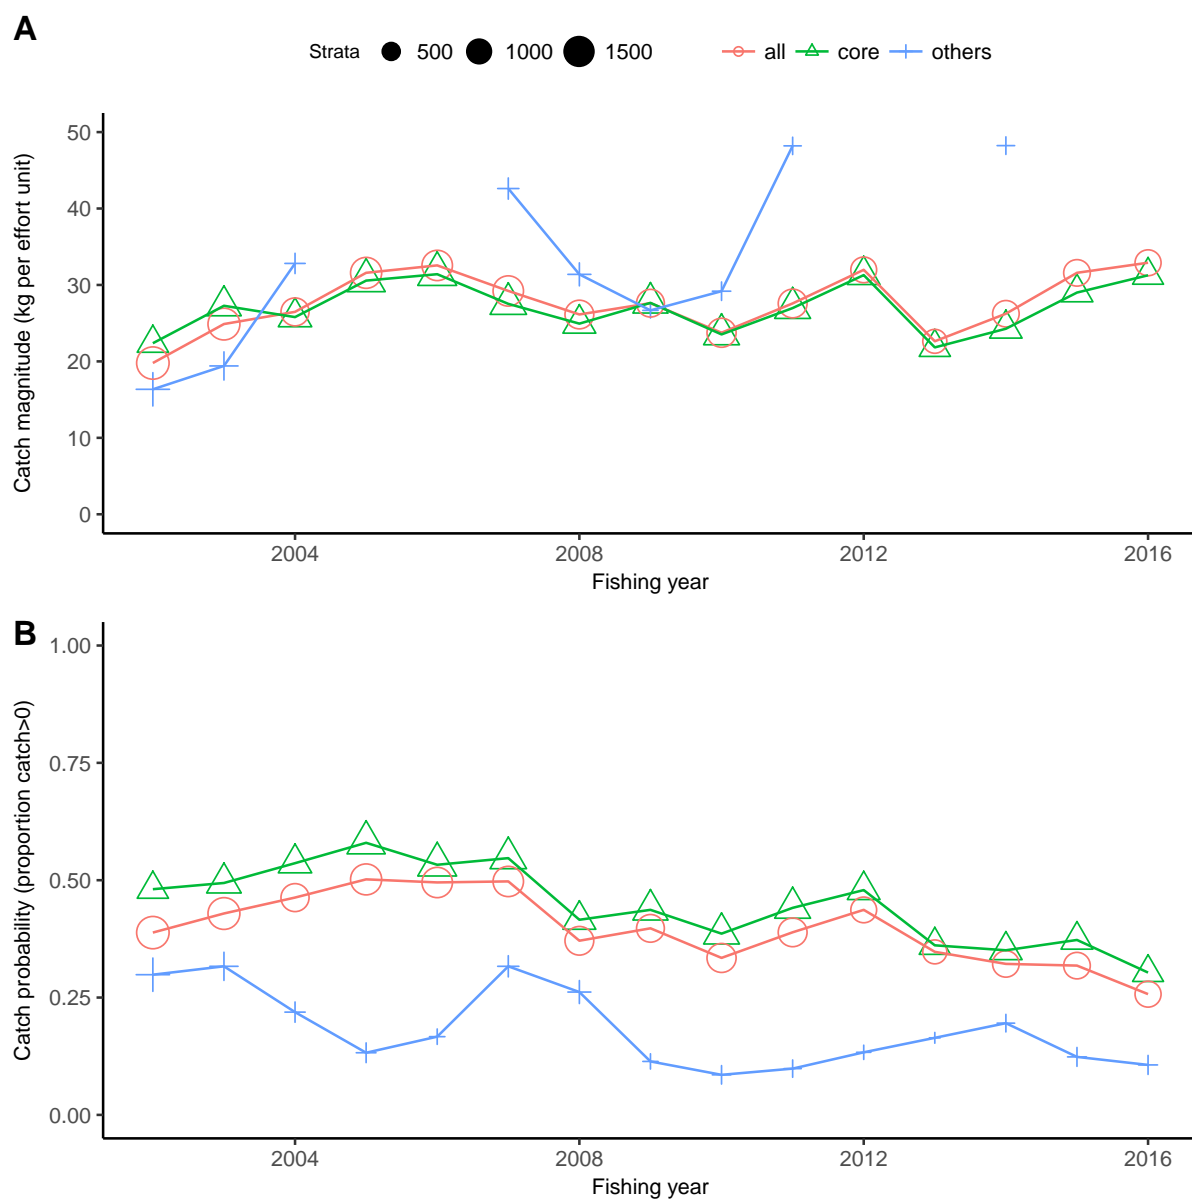 A
Strata 500 1000 1500 all core others
50
40
30
20
10
0
Catch magnitude (kg per effort unit)
2004 2008 2012 2016
Fishing year
B
1.00
0.75
0.50
0.25
0.00
Catch probability (proportion catch>0)
2004 2008 2012 2016
Fishing year